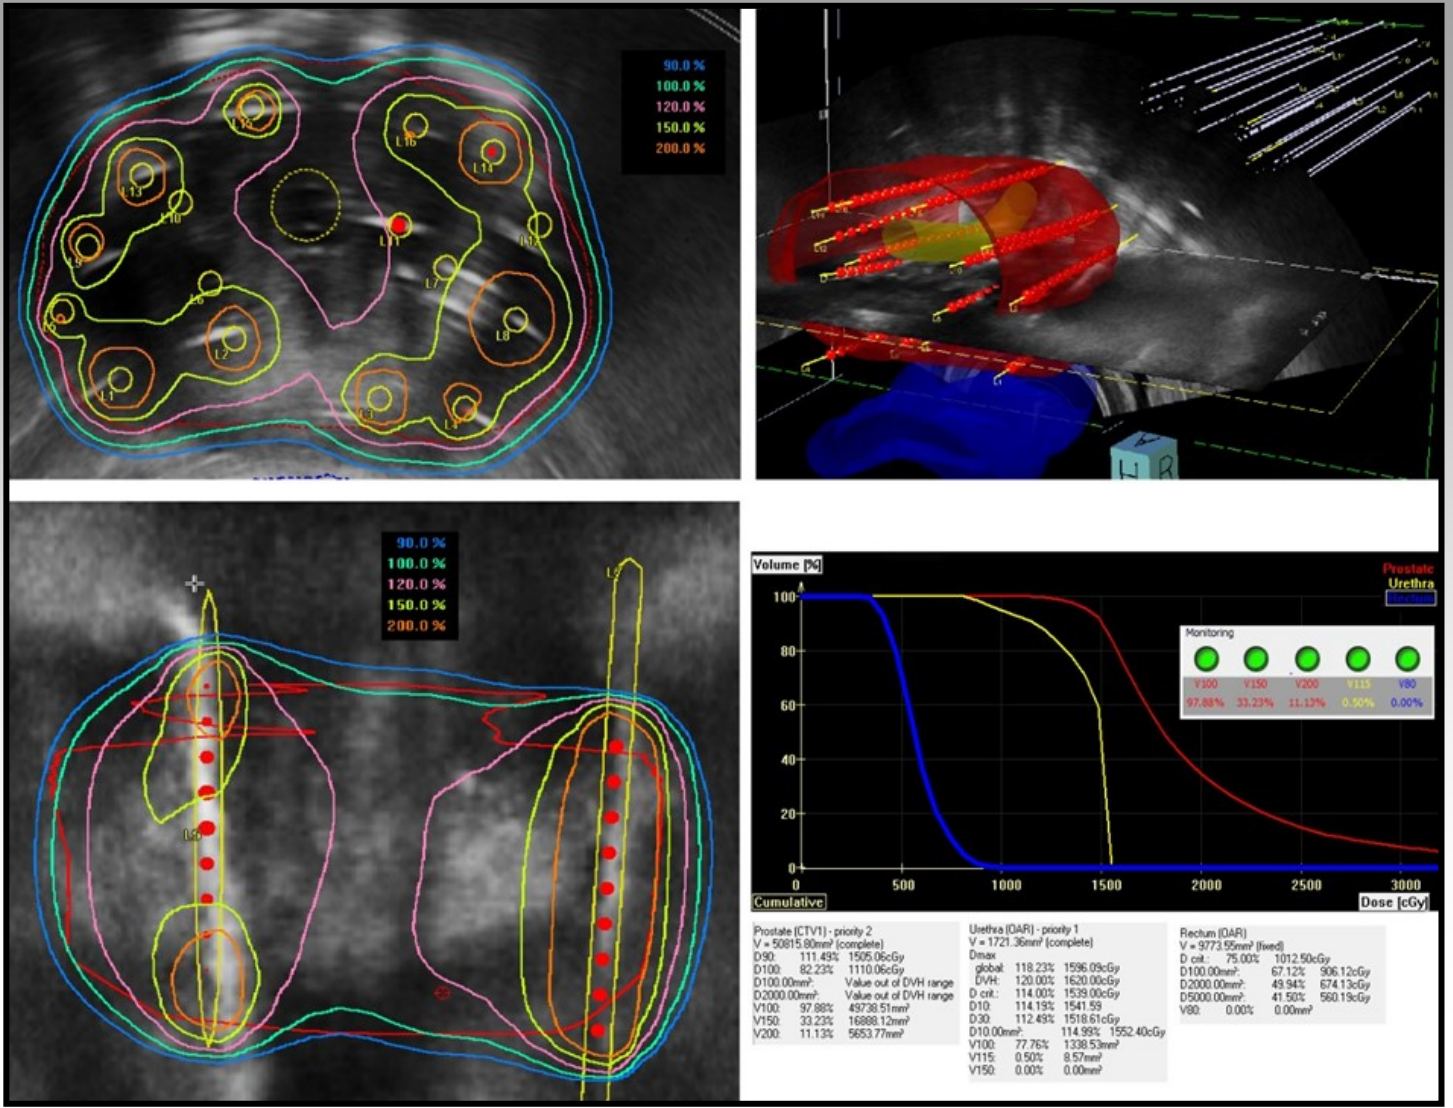 90.0 %
100.0 %
120.0 %
150.0 %
200.0 %
L15
L16
L14
L13
L10
L11
L12
L9
L7
L6
L8
L2
L1
L3
L4
H
R
90.0 %
100.0 %
120.0 %
150.0 %
200.0 %
L5
Volume [%]
Prostate
Urethra
Rectum
100
80
60
40
20
0
Monitoring
V100 V150 V200 V115 V80
97.88% 33.23% 11.13% 0.50% 0.00%
0 500 1000 1500 2000 2500 3000
Cumulative
Dose [cGy]
Prostate (CTV1) - priority 2
V = 50815.80mm³ (complete)
D90: 111.49% 1505.06cGy
D100: 82.23% 1110.06cGy
D100.00mm³: Value out of DVH range
D2000.00mm³: Value out of DVH range
V100: 97.88% 49738.51mm³
V150: 33.23% 16888.12mm³
V200: 11.13% 5653.77mm³
Urethra (OAR) - priority 1
V = 1721.36mm³ (complete)
Dmax
global: 118.23% 1596.09cGy
DVH: 120.00% 1620.00cGy
D crit.: 114.00% 1539.00cGy
D10: 114.19% 1541.59
D30: 112.49% 1518.61cGy
D10.00mm³: 114.99% 1552.40cGy
V100: 77.76% 1338.53mm³
V115: 0.50% 8.57mm³
V150: 0.00% 0.00mm³
Rectum (OAR)
V = 9773.55mm³ (fixed)
D crit.: 75.00% 1012.50cGy
D100.00mm³: 67.12% 906.12cGy
D2000.00mm³: 49.94% 674.13cGy
D5000.00mm³: 41.50% 560.19cGy
V80: 0.00% 0.00mm³